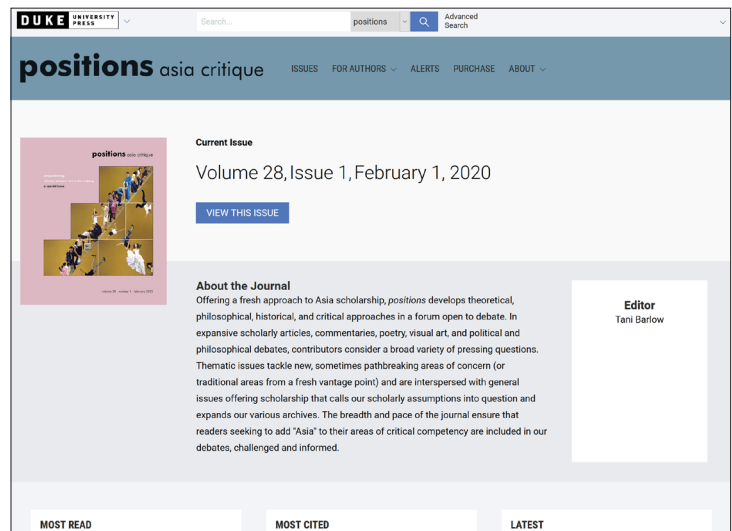 DUKE UNIVERSITY PRESS
Search...
positions
Advanced Search
positions asia critique
ISSUES FOR AUTHORS ALERTS PURCHASE ABOUT
positions asia critique
Current Issue
Volume 28, Issue 1, February 1, 2020
VIEW THIS ISSUE
volume 28 number 1 february 2020
About the Journal
Offering a fresh approach to Asia scholarship, positions develops theoretical,
philosophical, historical, and critical approaches in a forum open to debate. In
expansive scholarly articles, commentaries, poetry, visual art, and political and
philosophical debates, contributors consider a broad variety of pressing questions.
Thematic issues tackle new, sometimes pathbreaking areas of concern (or
traditional areas from a fresh vantage point) and are interspersed with general
issues offering scholarship that calls our scholarly assumptions into question and
expands our various archives. The breadth and pace of the journal ensure that
readers seeking to add "Asia" to their areas of critical competency are included in our
debates, challenged and informed.
Editor
Tani Barlow
MOST READ
MOST CITED
LATEST